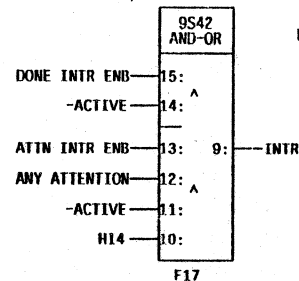 9S42
AND-OR
DONE INTR ENB 15:
^
-ACTIVE 14:
ATTN INTR ENB 13: 9: INTR
ANY ATTENTION 12:
^
-ACTIVE 11:
HI4 10:
F17